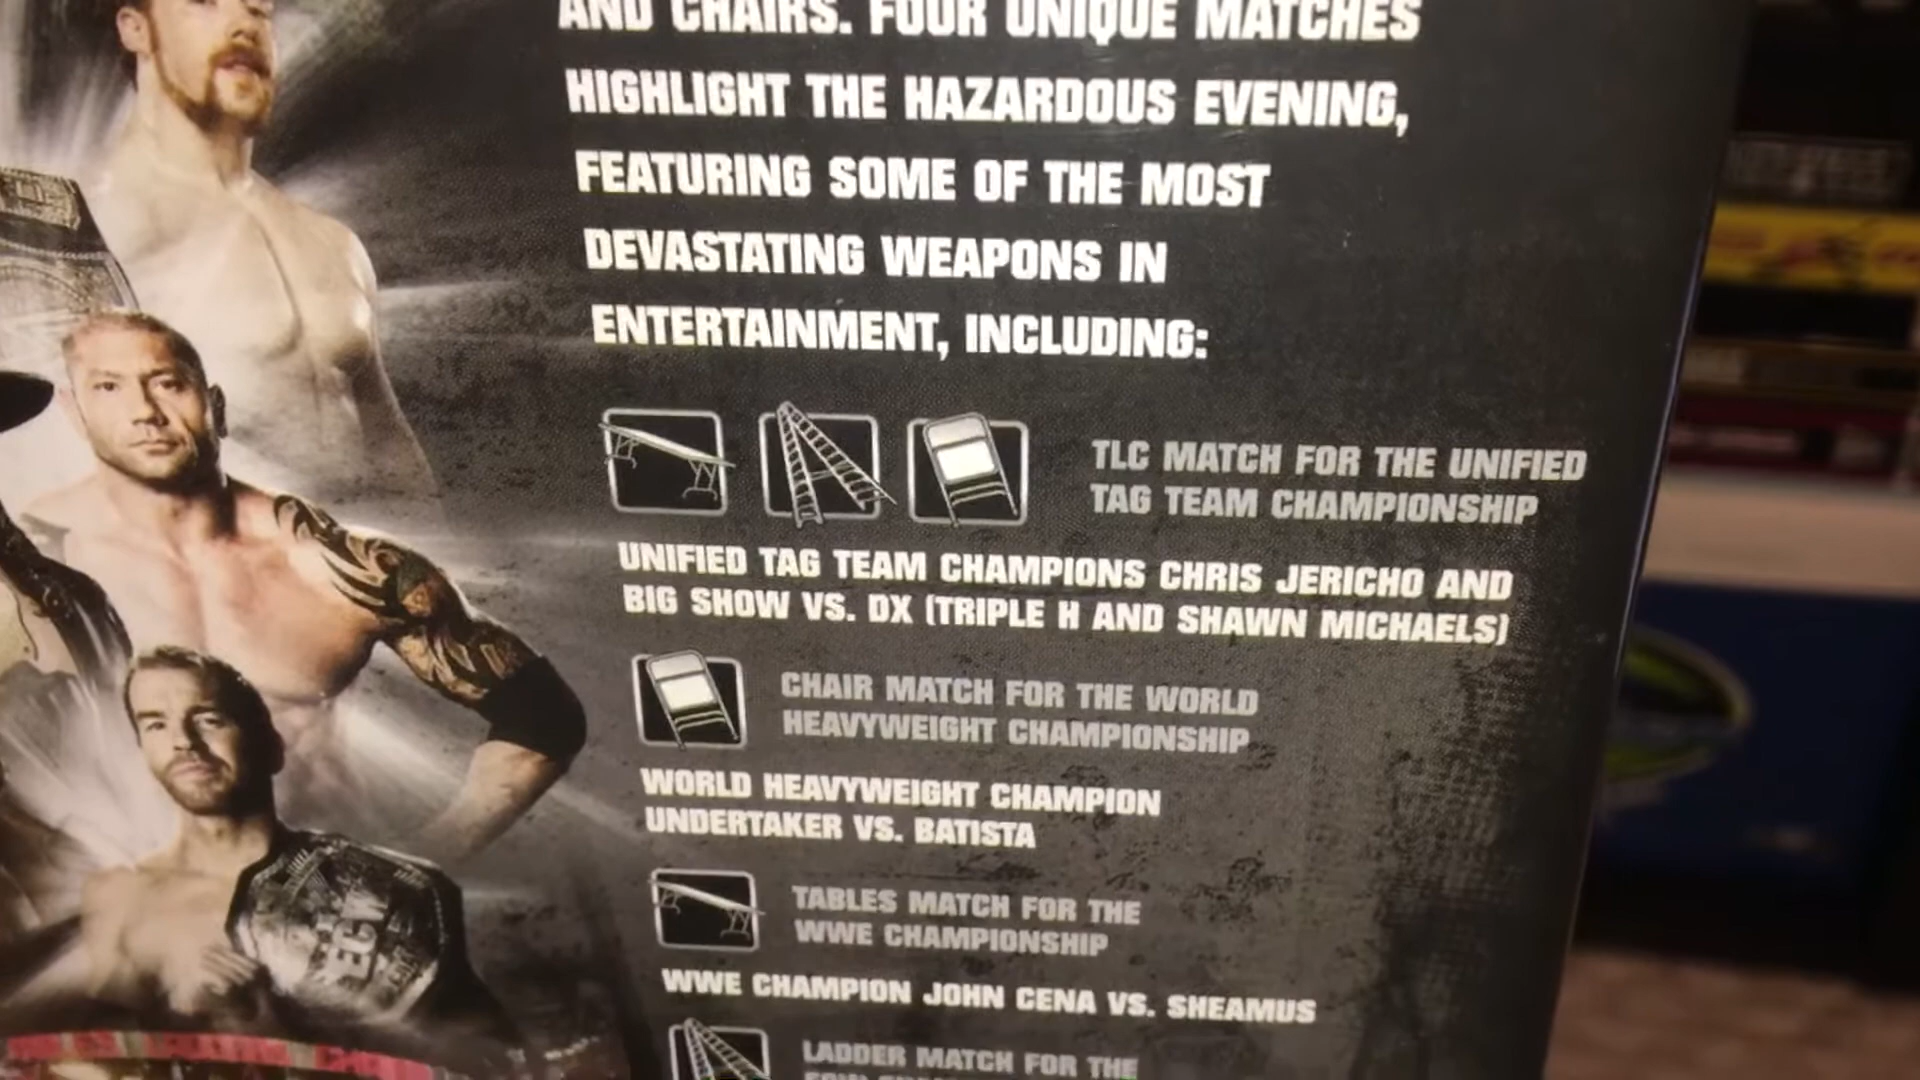 AND CHAIRS. FOUR UNIQUE MATCHES
HIGHLIGHT THE HAZARDOUS EVENING,
FEATURING SOME OF THE MOST
DEVASTATING WEAPONS IN
ENTERTAINMENT, INCLUDING:
TLC MATCH FOR THE UNIFIED
TAG TEAM CHAMPIONSHIP
UNIFIED TAG TEAM CHAMPIONS CHRIS JERICHO AND
BIG SHOW VS. DX (TRIPLE H AND SHAWN MICHAELS)
CHAIR MATCH FOR THE WORLD
HEAVYWEIGHT CHAMPIONSHIP
WORLD HEAVYWEIGHT CHAMPION
UNDERTAKER VS. BATISTA
TABLES MATCH FOR THE
WWE CHAMPIONSHIP
WWE CHAMPION JOHN CENA VS. SHEAMUS
LADDER MATCH FOR THE
ECW